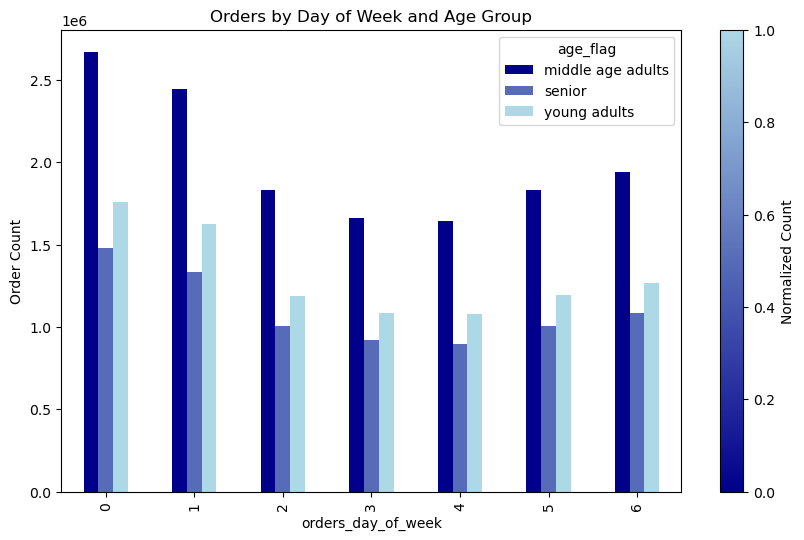 Orders by Day of Week and Age Group
1e6
2.5
2.0
1.5
1.0
0.5
0.0
Order Count
age_flag
middle age adults
senior
young adults
0
1
2
3
4
5
6
orders_day_of_week
1.0
0.8
0.6
0.4
0.2
0.0
Normalized Count